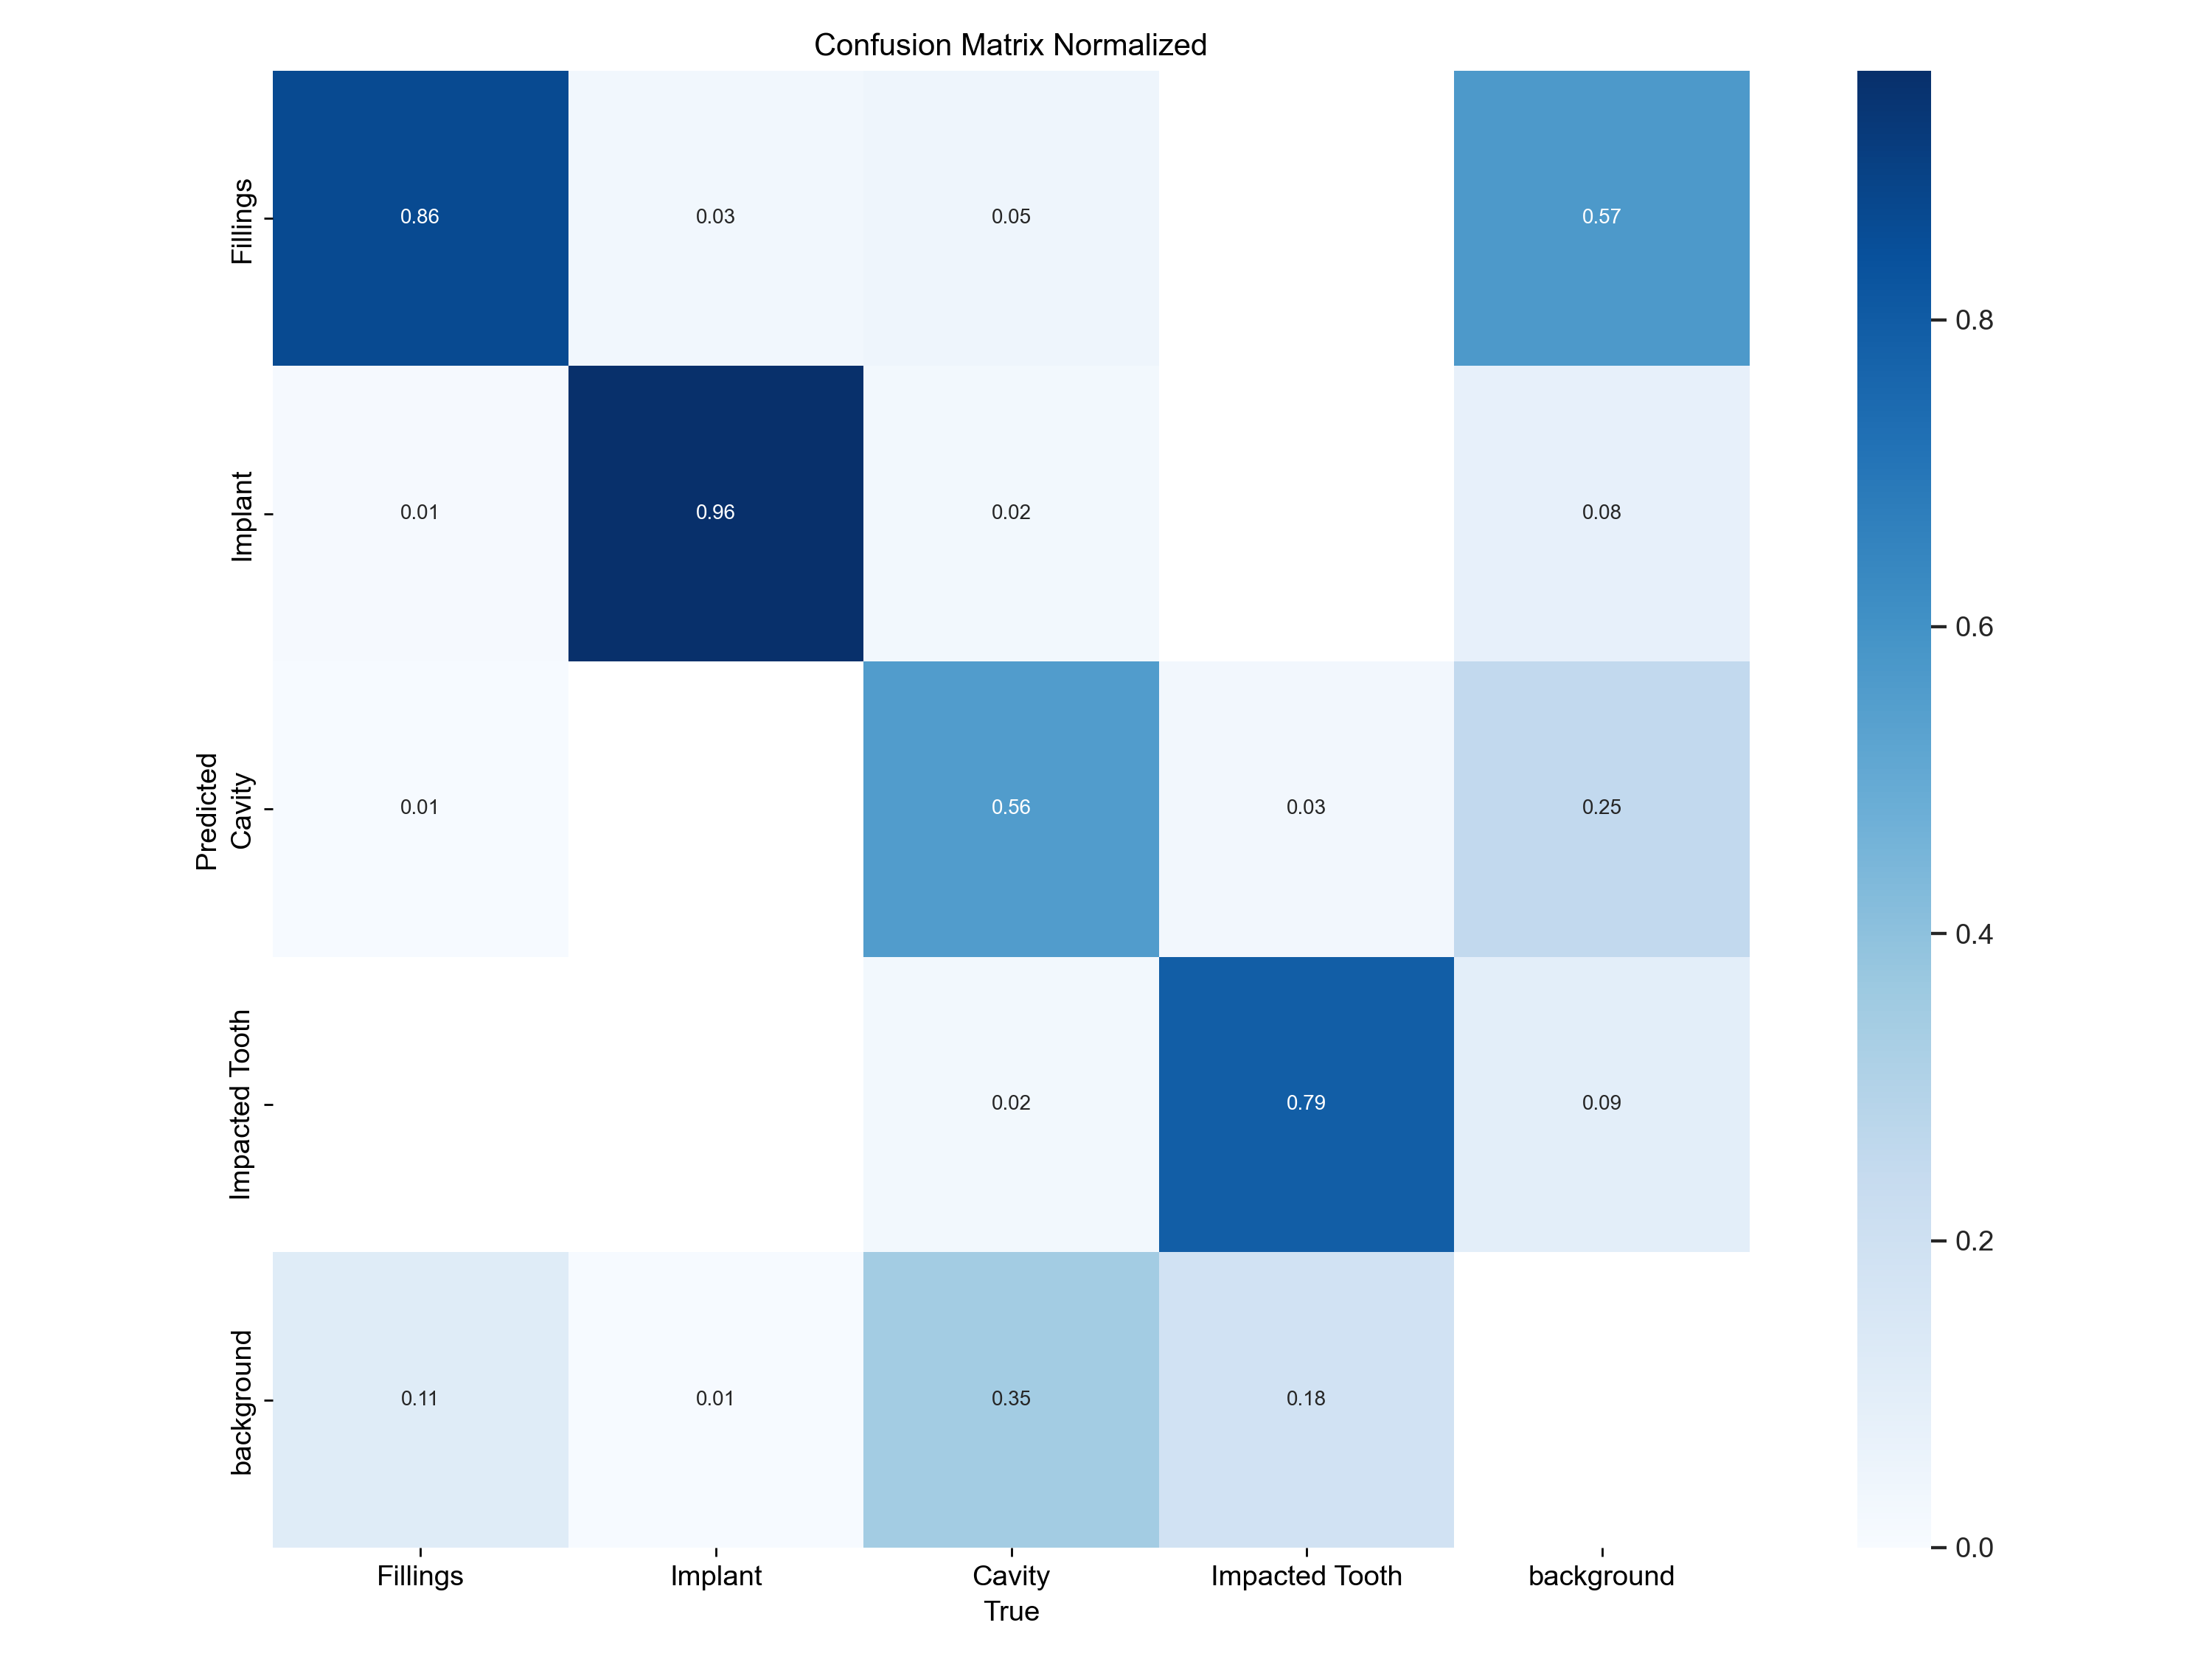 Confusion Matrix Normalized
Fillings
0.86
0.03
0.05
0.57
Implant
0.01
0.96
0.02
0.08
Predicted
Cavity
0.01
0.56
0.03
0.25
Impacted Tooth
0.02
0.79
0.09
background
0.11
0.01
0.35
0.18
Fillings
Implant
Cavity
Impacted Tooth
background
True
0.8
0.6
0.4
0.2
0.0